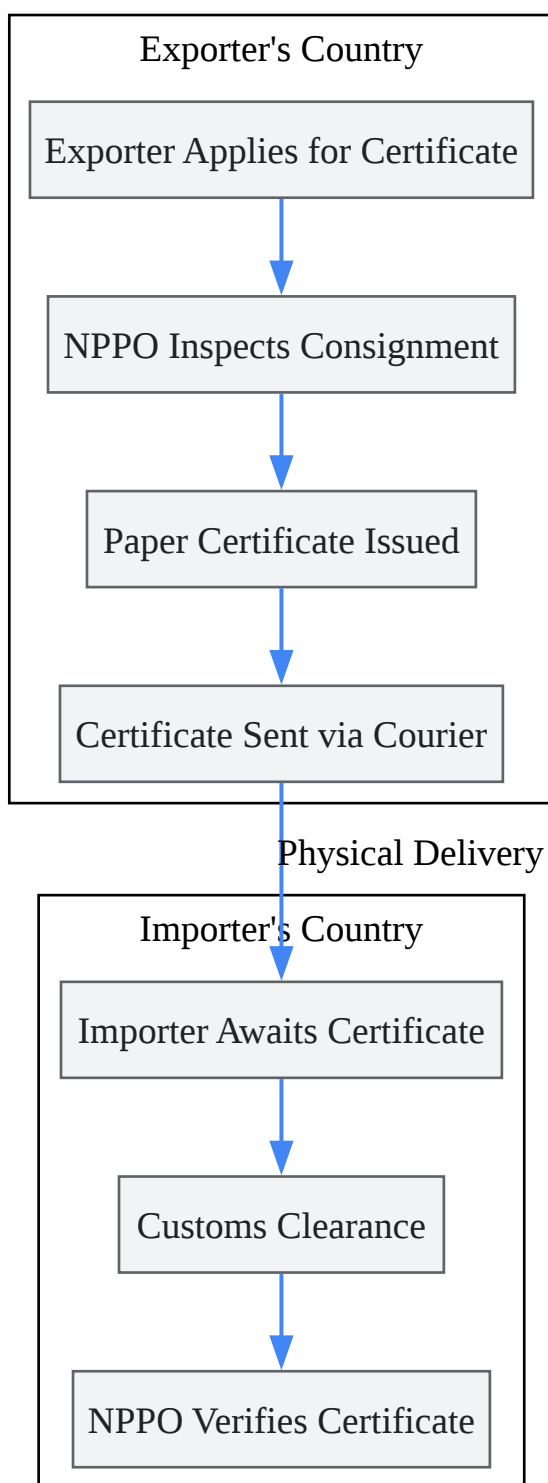 Exporter's Country
Exporter Applies for Certificate
NPPO Inspects Consignment
Paper Certificate Issued
Certificate Sent via Courier
Physical Delivery
Importer's Country
Importer Awaits Certificate
Customs Clearance
NPPO Verifies Certificate